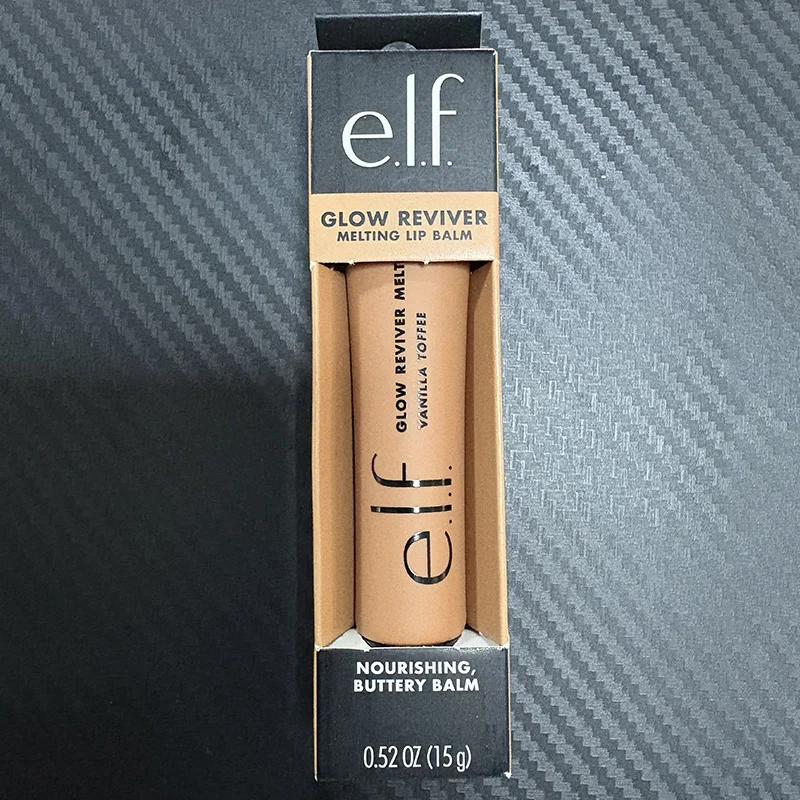 e.l.f.
GLOW REVIVER
MELTING LIP BALM
GLOW REVIVER MELT
VANILLA TOFFEE
e.l.f.
NOURISHING,
BUTTERY BALM
0.52 OZ (15 g)